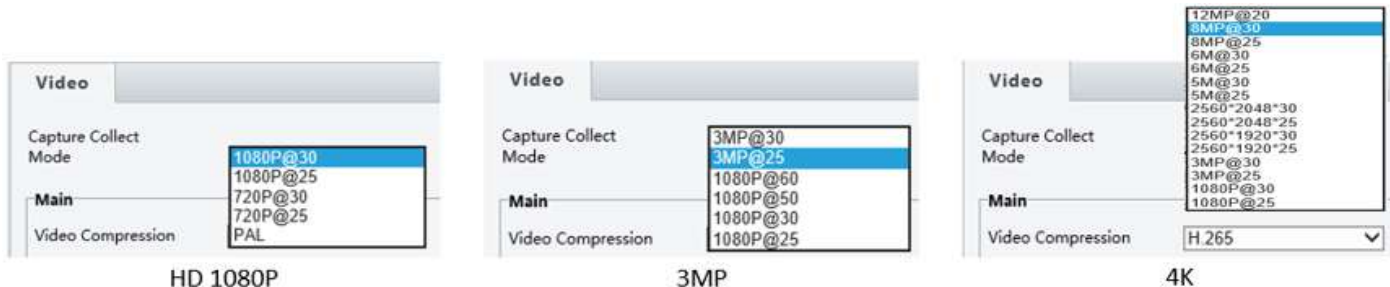 Video
Capture Collect
Mode
1080P@30
1080P@25
720P@30
720P@25
PAL
Main
Video Compression
HD 1080P
Video
Capture Collect
Mode
3MP@30
3MP@25
1080P@60
1080P@50
1080P@30
1080P@25
Main
Video Compression
3MP
Video
Capture Collect
Mode
12MP@20
8MP@30
8MP@25
6M@30
6M@25
5M@30
5M@25
2560*2048*30
2560*2048*25
2560*1920*30
2560*1920*25
3MP@30
3MP@25
1080P@30
1080P@25
Main
Video Compression
H.265
4K